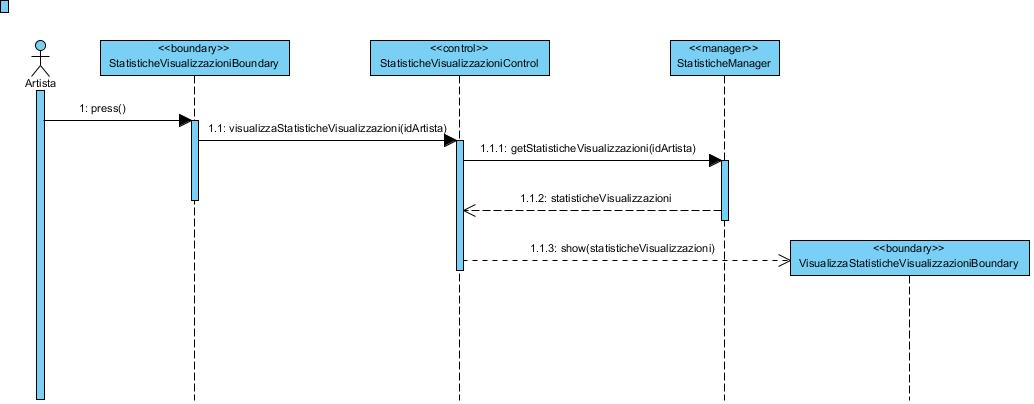 <<boundary>>
StatisticheVisualizzazioniBoundary
<<control>>
StatisticheVisualizzazioniControl
<<manager>>
StatisticheManager
Artista
1: press()
1.1: visualizzaStatisticheVisualizzazioni(idArtista)
1.1.1: getStatisticheVisualizzazioni(idArtista)
1.1.2: statisticheVisualizzazioni
1.1.3: show(statisticheVisualizzazioni)
<<boundary>>
VisualizzaStatisticheVisualizzazioniBoundary